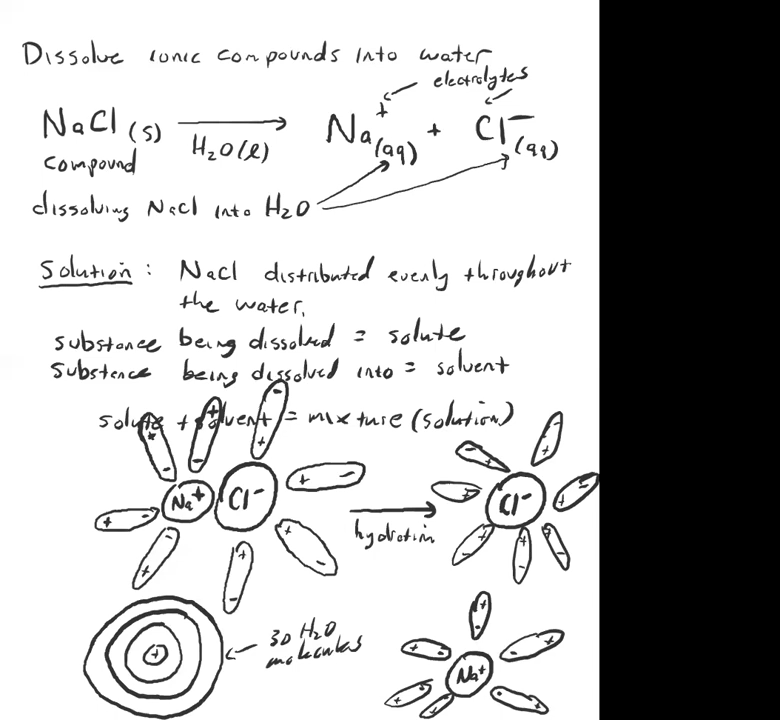 Dissolve ionic compounds into water
electrolytes
NaCl(s) → Na⁺(aq) + Cl⁻(aq)
H₂O(l)
compound
dissolving NaCl into H₂O
Solution: NaCl distributed evenly throughout
the water.
substance being dissolved = solute
substance being dissolved into = solvent
solute + solvent = mixture (solution)
Na⁺ Cl⁻
hydration
Cl⁻
30 H₂O
molecules
+
Na⁺